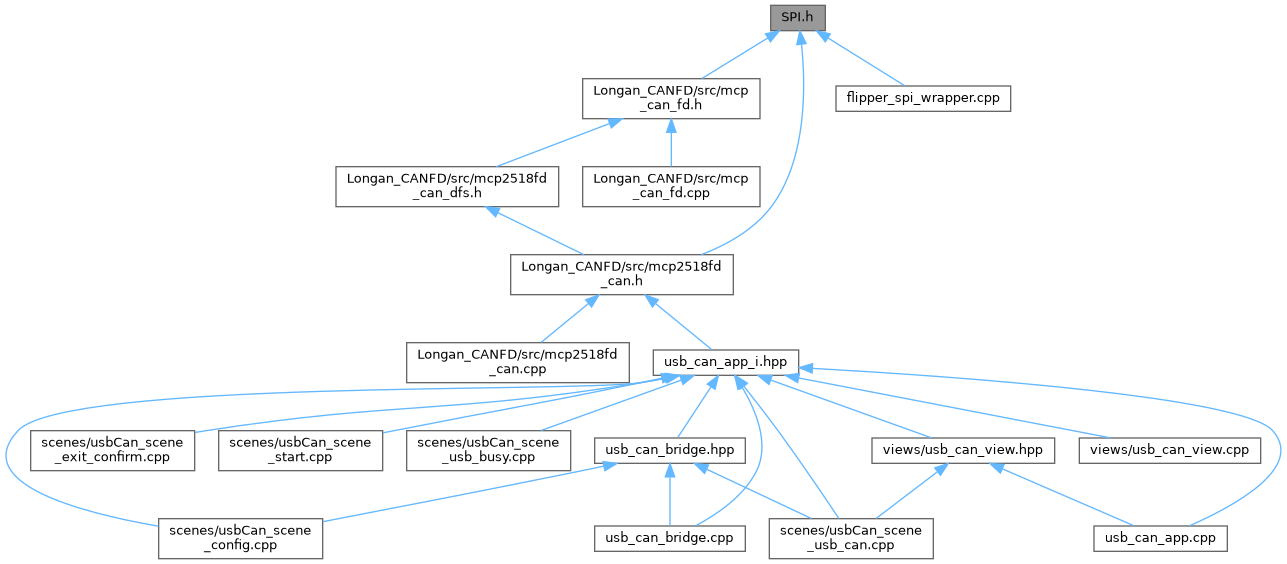 SPI.h
Longan_CANFD/src/mcp
_can_fd.h
flipper_spi_wrapper.cpp
Longan_CANFD/src/mcp2518fd
_can_dfs.h
Longan_CANFD/src/mcp
_can_fd.cpp
Longan_CANFD/src/mcp2518fd
_can.h
Longan_CANFD/src/mcp2518fd
_can.cpp
usb_can_app_i.hpp
scenes/usbCan_scene
_exit_confirm.cpp
scenes/usbCan_scene
_start.cpp
scenes/usbCan_scene
_usb_busy.cpp
usb_can_bridge.hpp
views/usb_can_view.hpp
views/usb_can_view.cpp
scenes/usbCan_scene
_config.cpp
usb_can_bridge.cpp
scenes/usbCan_scene
_usb_can.cpp
usb_can_app.cpp